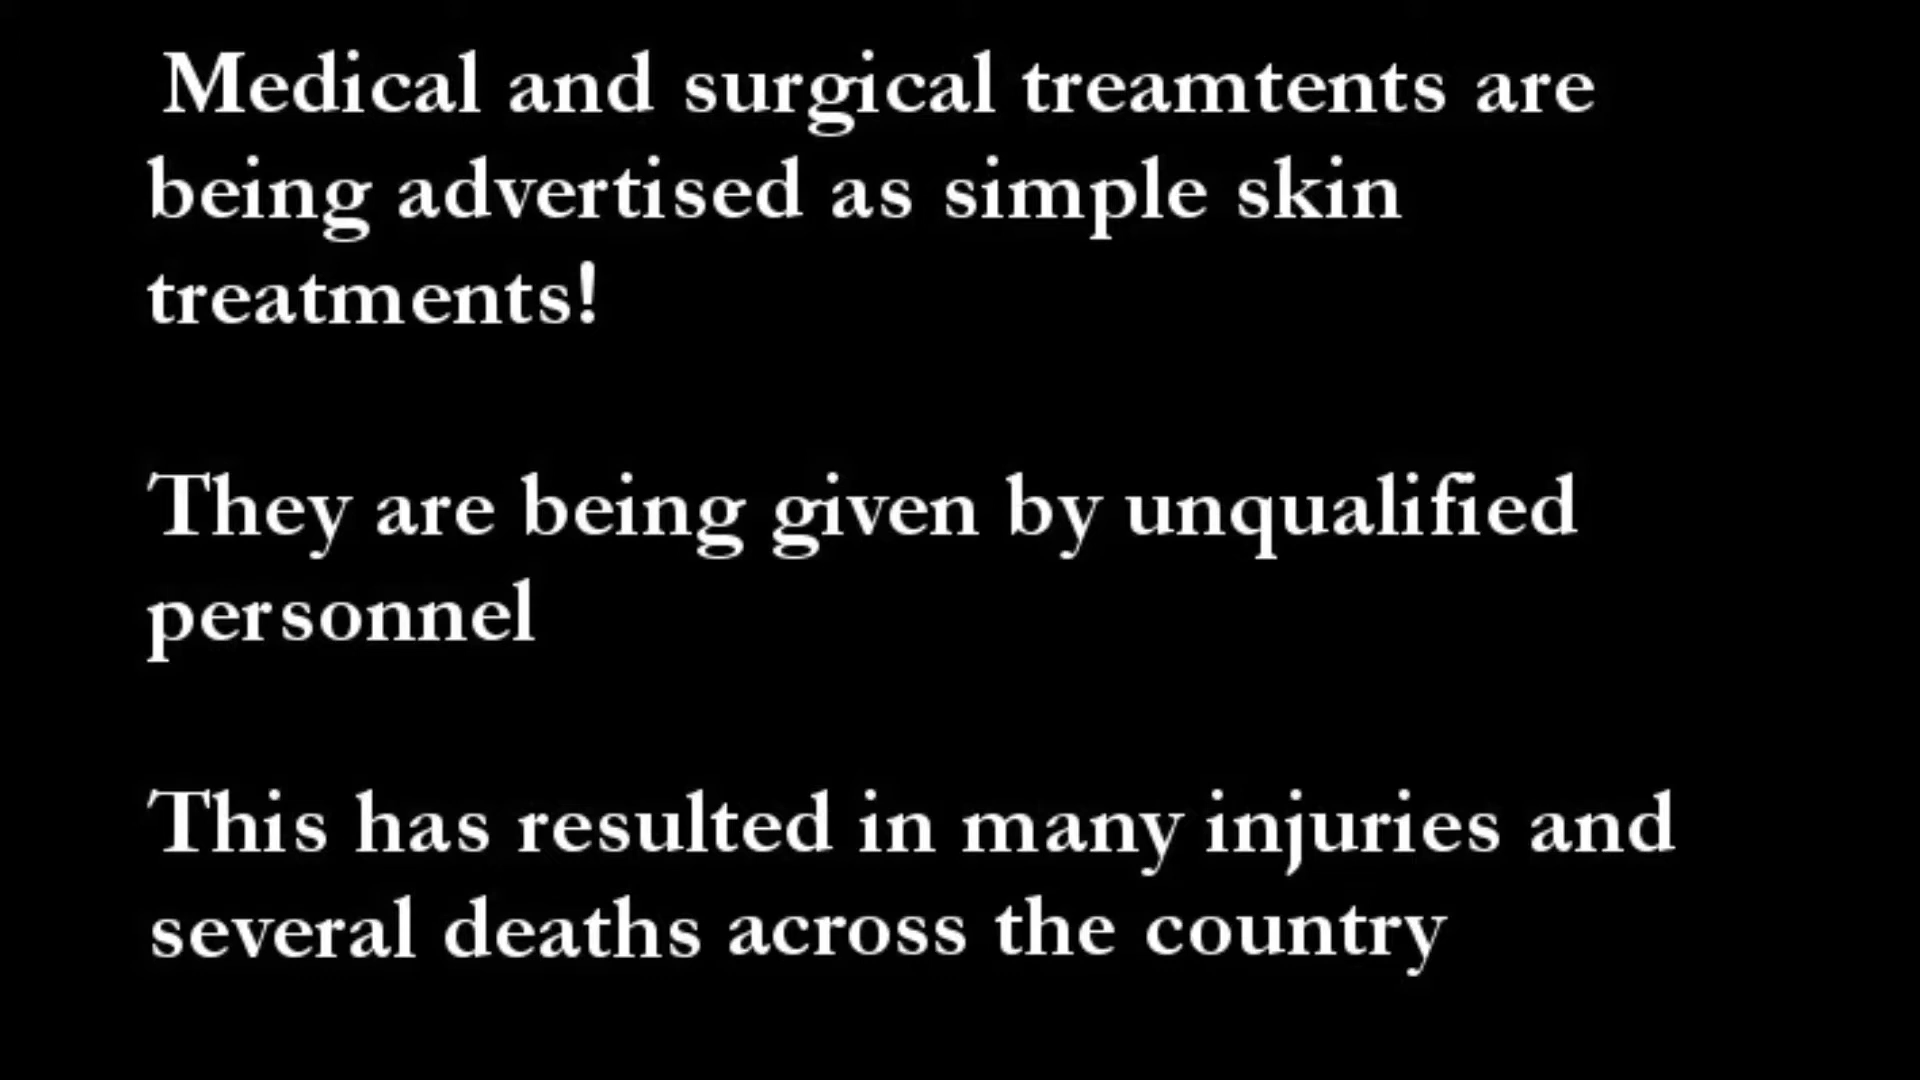 Medical and surgical treamtents are
being advertised as simple skin
treatments!
They are being given by unqualified
personnel
This has resulted in many injuries and
several deaths across the country